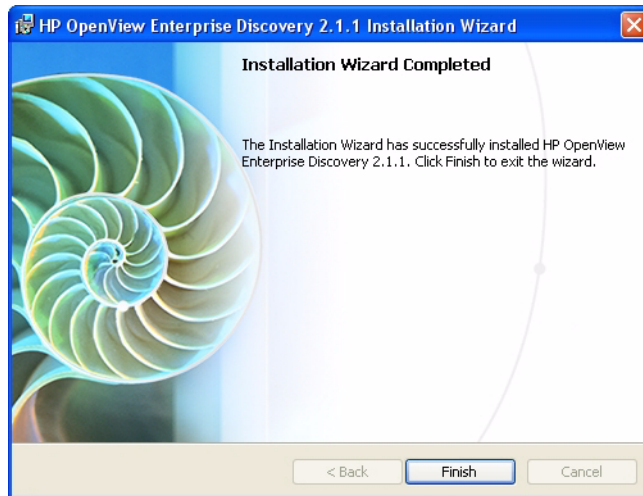 HP OpenView Enterprise Discovery 2.1.1 Installation Wizard
Installation Wizard Completed
The Installation Wizard has successfully installed HP OpenView
Enterprise Discovery 2.1.1. Click Finish to exit the wizard.
< Back Finish Cancel